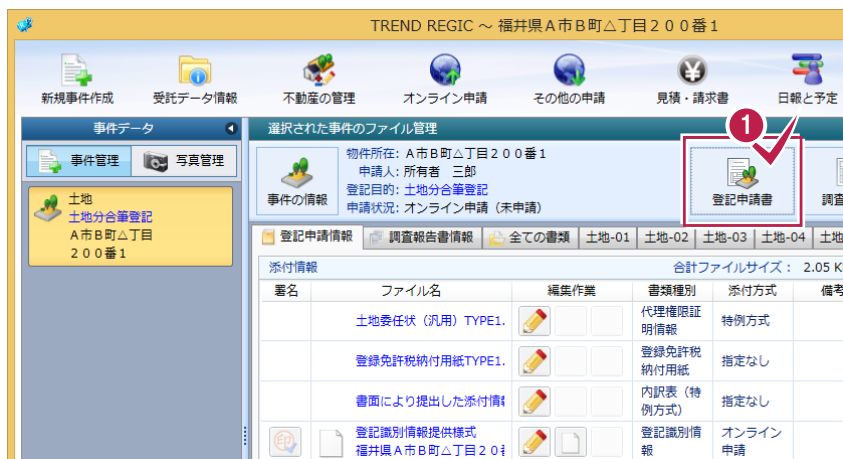 TREND REGIC ～ 福井県A市B町△丁目２００番1
新規事件作成
受託データ情報
不動産の管理
オンライン申請
その他の申請
見積・請求書
日報と予定
事件データ
選択された事件のファイル管理
1
事件管理
写真管理
事件の情報
物件所在: A市B町△丁目２００番1
申請人: 所有者 三郎
登記目的: 土地分合筆登記
申請状況: オンライン申請（未申請）
登記申請書
調査
土地
土地分合筆登記
A市B町△丁目
２００番1
登記申請情報
調査報告書情報
全ての書類
土地-01
土地-02
土地-03
土地-04
土地
添付情報
合計ファイルサイズ： 2.05 K
署名
ファイル名
編集作業
書類種別
添付方式
備考
土地委任状（汎用）TYPE1.
代理権限証
明情報
特例方式
登録免許税納付用紙TYPE1.
登録免許税
納付用紙
指定なし
書面により提出した添付情
内訳表（特
例方式）
指定なし
登記識別情報提供様式
福井県A市B町△丁目２０
登記識別情
報
オンライン
申請